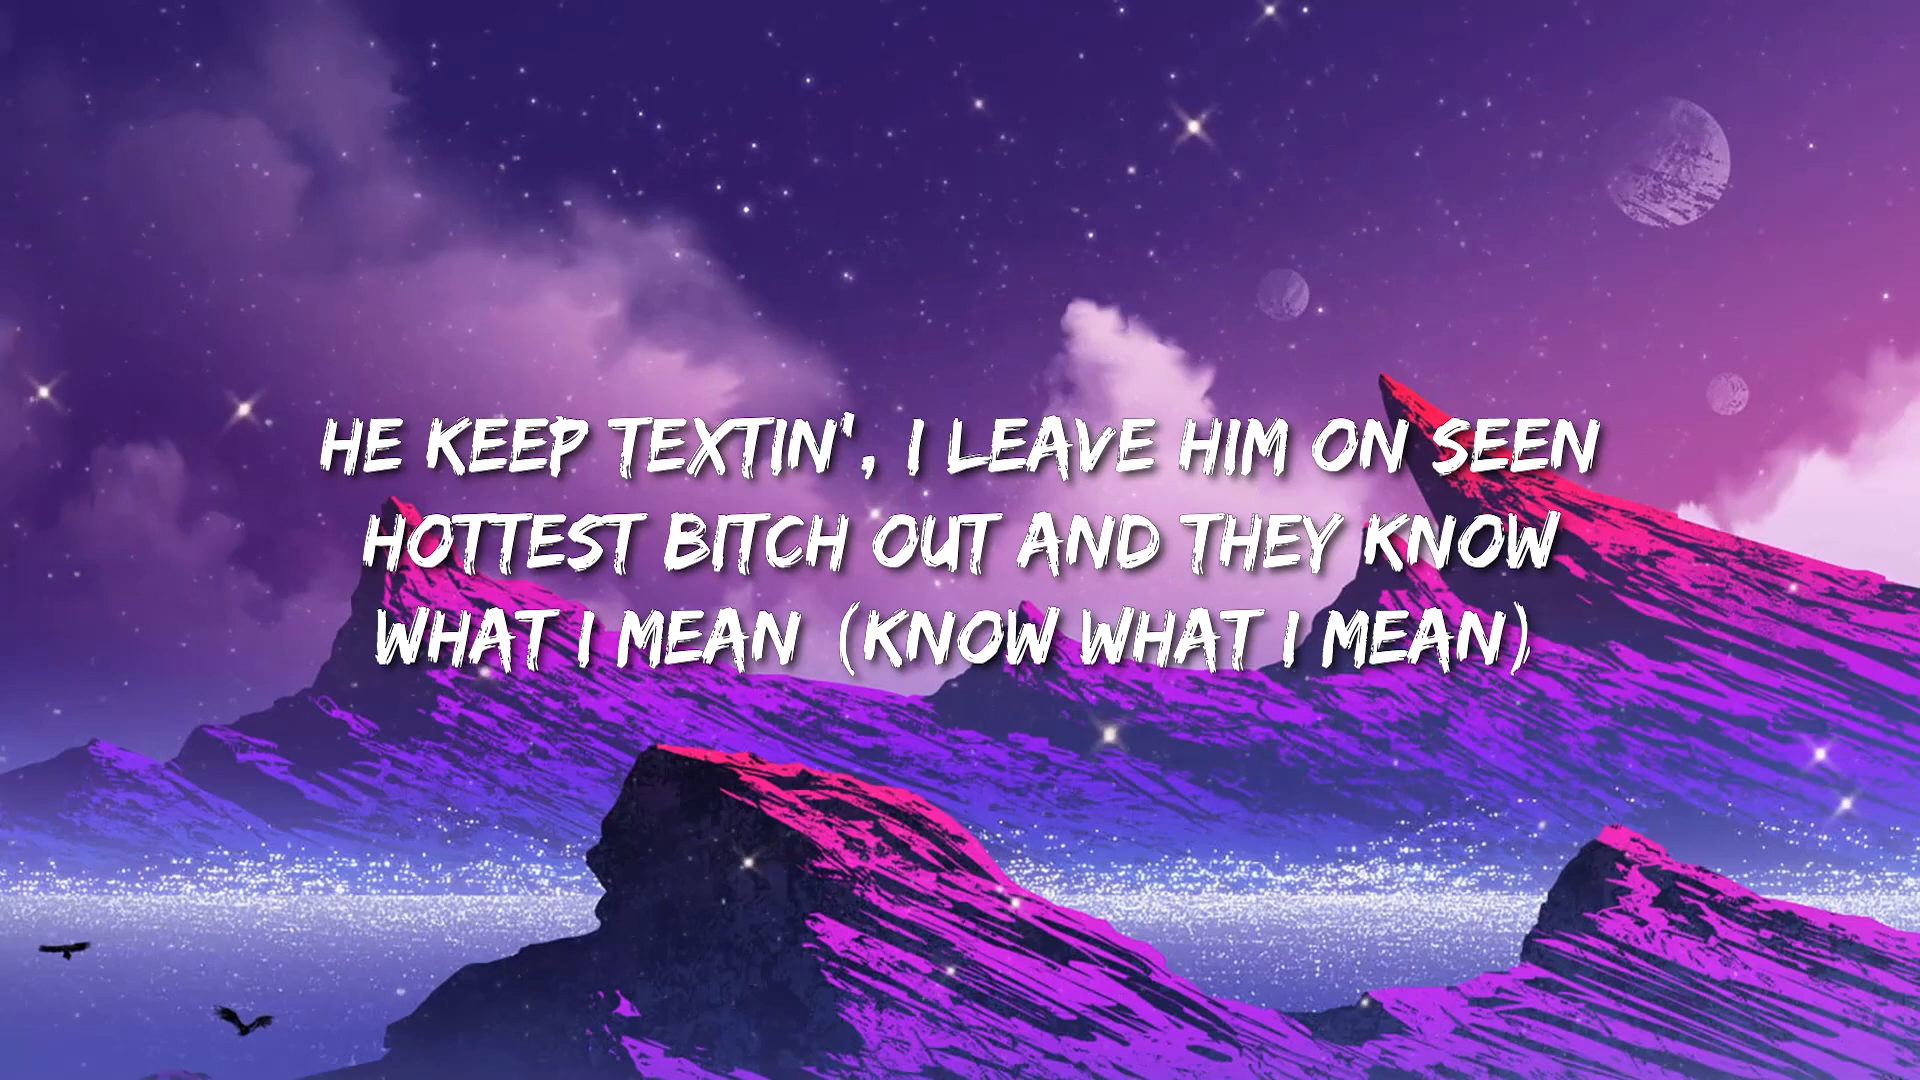 HE KEEP TEXTIN', I LEAVE HIM ON SEEN
HOTTEST BITCH OUT AND THEY KNOW
WHAT I MEAN (KNOW WHAT I MEAN)